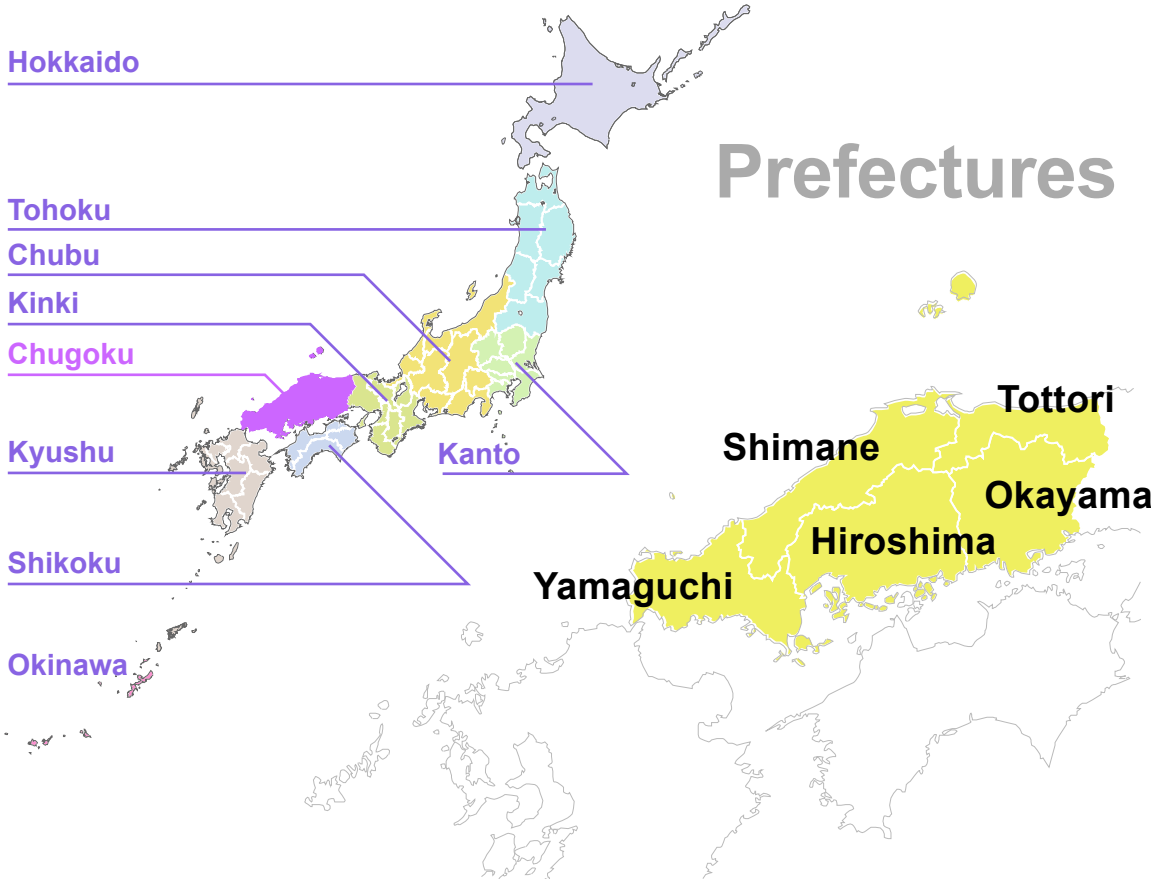 Hokkaido
Prefectures
Tohoku
Chubu
Kinki
Chugoku
Kyushu
Kanto
Shikoku
Okinawa
Tottori
Shimane
Okayama
Hiroshima
Yamaguchi